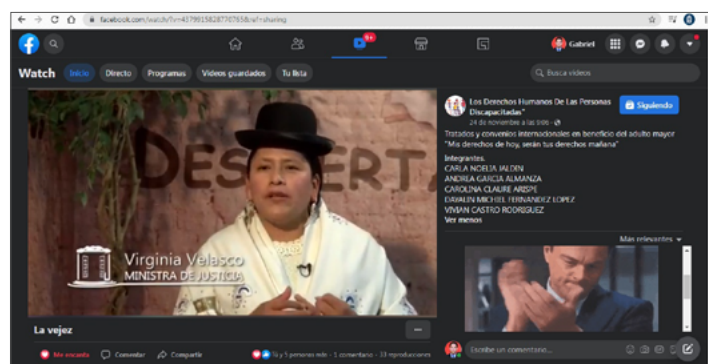 facebook.com/watch/?v=4179915828770765&ref=sharing
9+
Gabriel
Watch
Inicio
Directo
Programas
Videos guardados
Tu lista
Busca videos
DESPERTA
Virginia Velasco
MINISTRA DE JUSTICIA
La vejez
Me encanta
Comentar
Compartir
Tú y 5 personas más · 1 comentario · 33 reproducciones
Los Derechos Humanos De Las Personas
Discapacitadas"
Siguiendo
24 de noviembre a las
Tratados y convenios internacionales en beneficio del adulto mayor
"Mis derechos de hoy, serán tus derechos mañana"
Integrantes.
CARLA NOELIA JALDIN
ANDREA GARCIA ALMANZA
CAROLINA CLAURE ARISPE
DAYALIN MICHEL FERNANDEZ LOPEZ
VIVIAN CASTRO RODRIGUEZ
Ver menos
Más relevantes
Escribe un comentario...